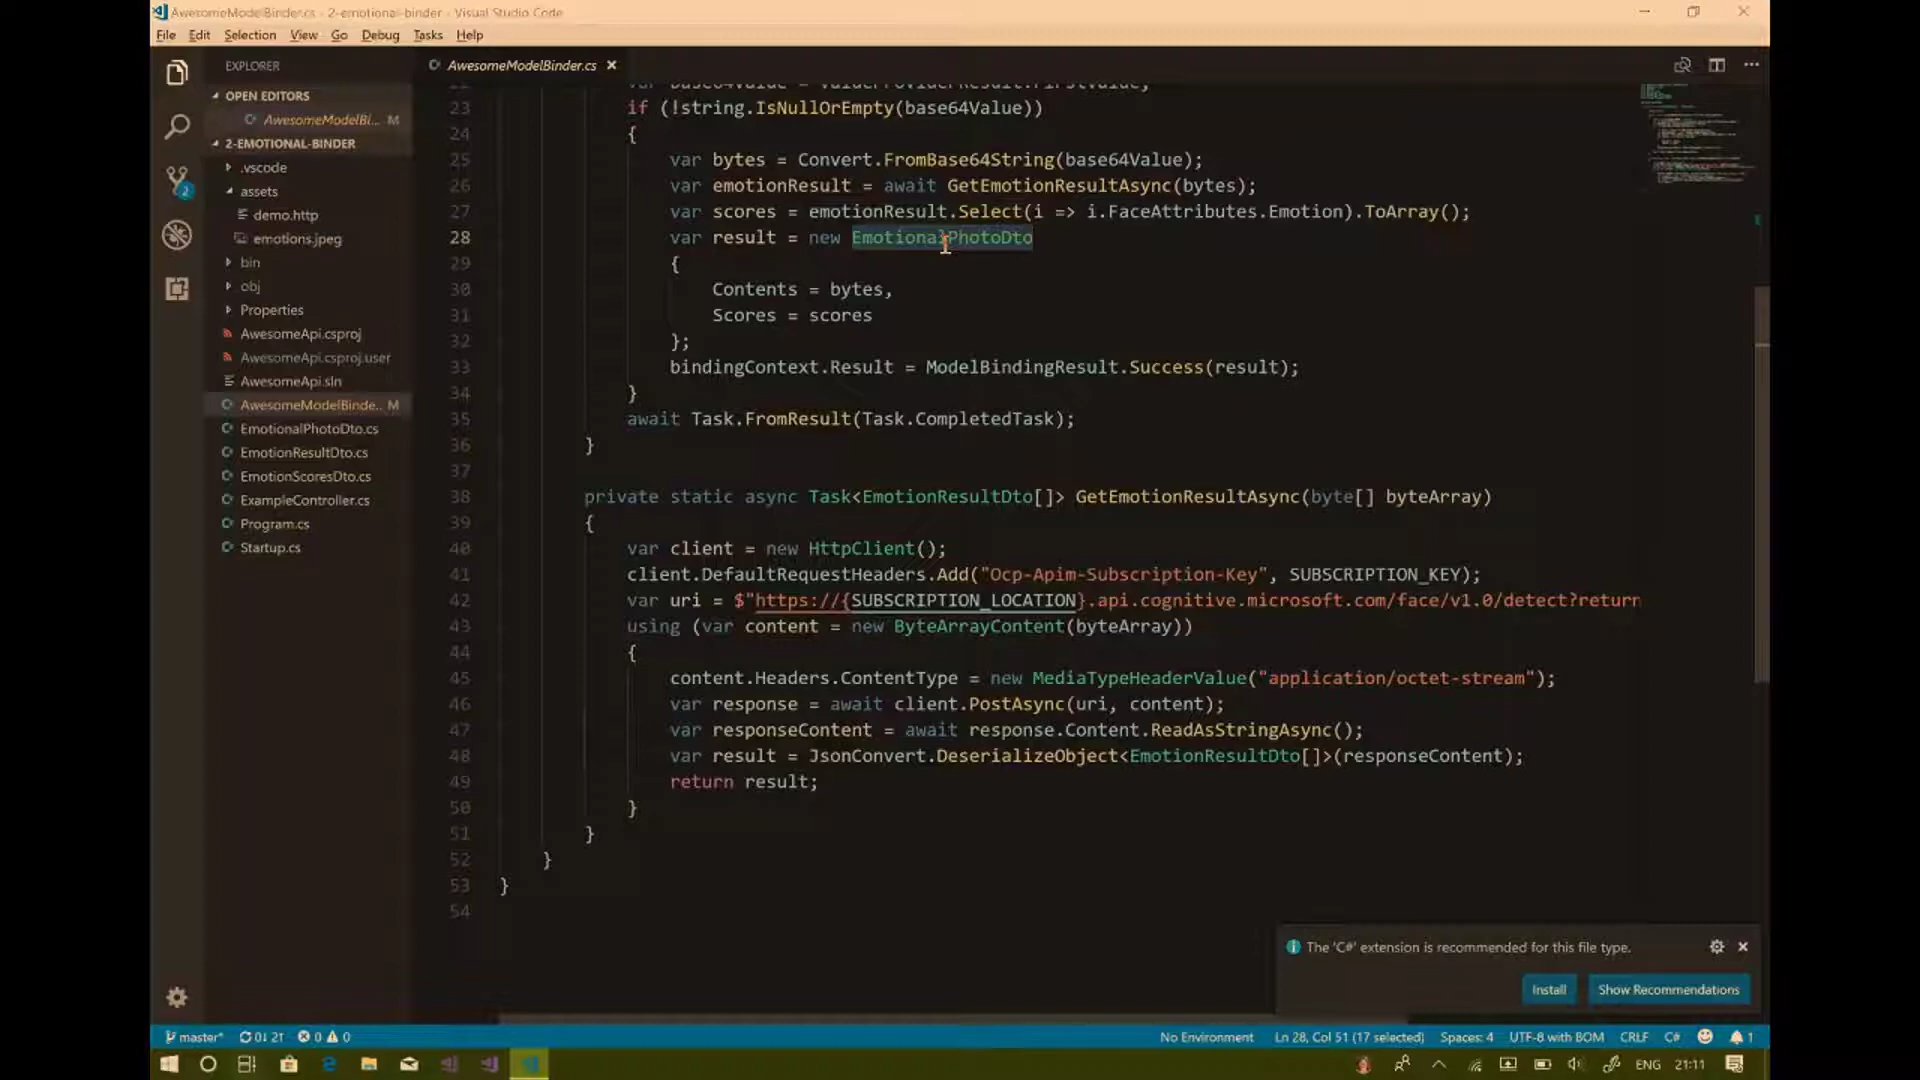 AwesomeModelBinder.cs - 2-emotional-binder - Visual Studio Code
File Edit Selection View Go Debug Tasks Help
EXPLORER
OPEN EDITORS
AwesomeModelBi... M
2-EMOTIONAL-BINDER
.vscode
assets
demo.http
emotions.jpeg
bin
obj
Properties
AwesomeApi.csproj
AwesomeApi.csproj.user
AwesomeApi.sln
AwesomeModelBinde.. M
EmotionalPhotoDto.cs
EmotionResultDto.cs
EmotionScoresDto.cs
ExampleController.cs
Program.cs
Startup.cs
AwesomeModelBinder.cs
23 if (!string.IsNullOrEmpty(base64Value))
24 {
25 var bytes = Convert.FromBase64String(base64Value);
26 var emotionResult = await GetEmotionResultAsync(bytes);
27 var scores = emotionResult.Select(i => i.FaceAttributes.Emotion).ToArray();
28 var result = new EmotionalPhotoDto
29 {
30 Contents = bytes,
31 Scores = scores
32 };
33 bindingContext.Result = ModelBindingResult.Success(result);
34 }
35 await Task.FromResult(Task.CompletedTask);
36 }
37
38 private static async Task<EmotionResultDto[]> GetEmotionResultAsync(byte[] byteArray)
39 {
40 var client = new HttpClient();
41 client.DefaultRequestHeaders.Add("Ocp-Apim-Subscription-Key", SUBSCRIPTION_KEY);
42 var uri = $"https://{SUBSCRIPTION_LOCATION}.api.cognitive.microsoft.com/face/v1.0/detect?return
43 using (var content = new ByteArrayContent(byteArray))
44 {
45 content.Headers.ContentType = new MediaTypeHeaderValue("application/octet-stream");
46 var response = await client.PostAsync(uri, content);
47 var responseContent = await response.Content.ReadAsStringAsync();
48 var result = JsonConvert.DeserializeObject<EmotionResultDto[]>(responseContent);
49 return result;
50 }
51 }
52 }
53 }
54
The 'C#' extension is recommended for this file type.
Install Show Recommendations
master* 0↓ 2↑ 0 0 No Environment Ln 28, Col 51 (17 selected) Spaces: 4 UTF-8 with BOM CRLF C# 1
ENG 21:11